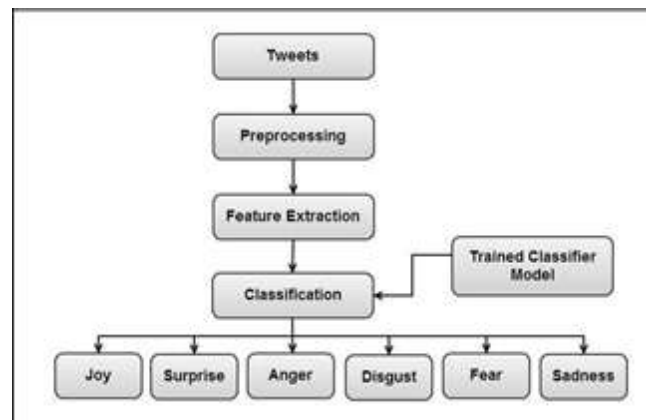 Tweets
Preprocessing
Feature Extraction
Trained Classifier
Model
Classification
Joy
Surprise
Anger
Disgust
Fear
Sadness